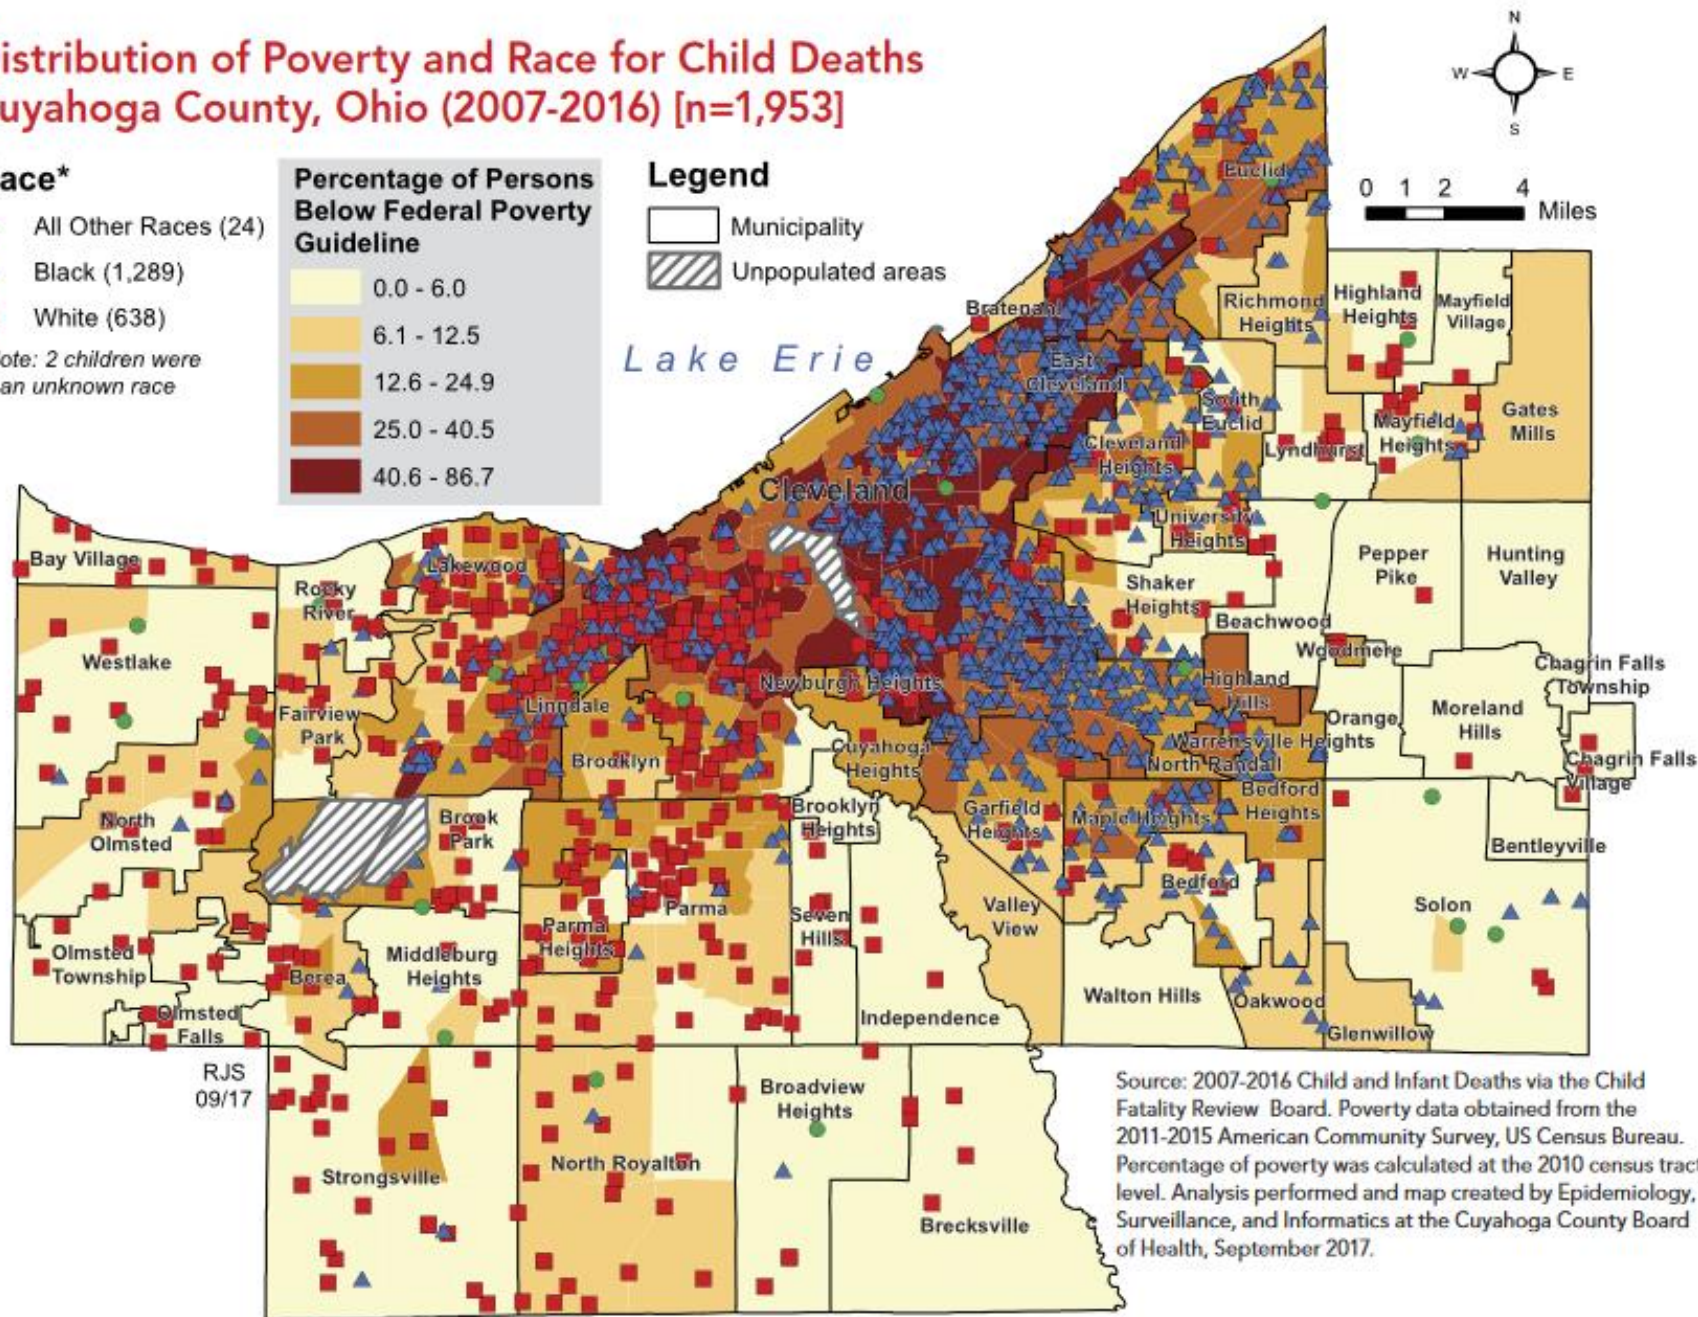 istribution of Poverty and Race for Child Deaths
uyahoga County, Ohio (2007-2016) [n=1,953]
ace*
All Other Races (24)
Black (1,289)
White (638)
ote: 2 children were
an unknown race
Percentage of Persons
Below Federal Poverty
Guideline
0.0 - 6.0
6.1 - 12.5
12.6 - 24.9
25.0 - 40.5
40.6 - 86.7
Legend
Municipality
Unpopulated areas
N
W
E
S
0 1 2 4
Miles
Lake Erie
Euclid
Bratenahl
Richmond
Heights
Highland
Heights
Mayfield
Village
East
Cleveland
South
Euclid
Gates
Mills
Mayfield
Heights
Lyndhurst
Cleveland
Heights
Cleveland
University
Heights
Bay Village
Lakewood
Rocky
River
Pepper
Pike
Hunting
Valley
Shaker
Heights
Beachwood
Woodmere
Westlake
Chagrin Falls
Township
Newburgh Heights
Highland
Hills
Linndale
Fairview
Park
Orange
Moreland
Hills
Brooklyn
Cuyahoga
Heights
Warrensville Heights
North Randall
Chagrin Falls
Village
Bedford
Heights
North
Olmsted
Brook
Park
Brooklyn
Heights
Garfield
Heights
Maple Heights
Bentleyville
Bedford
Solon
Parma
Seven
Hills
Valley
View
Parma
Heights
Olmsted
Township
Berea
Middleburg
Heights
Walton Hills
Oakwood
Olmsted
Falls
Independence
Glenwillow
RJS
09/17
Broadview
Heights
Strongsville
North Royalton
Brecksville
Source: 2007-2016 Child and Infant Deaths via the Child
Fatality Review Board. Poverty data obtained from the
2011-2015 American Community Survey, US Census Bureau.
Percentage of poverty was calculated at the 2010 census tract
level. Analysis performed and map created by Epidemiology,
Surveillance, and Informatics at the Cuyahoga County Board
of Health, September 2017.